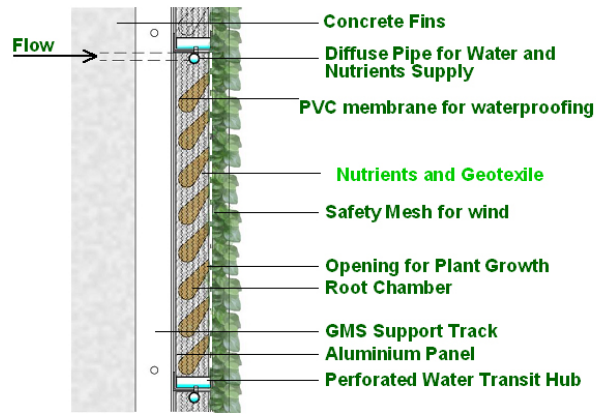 Concrete Fins
Flow
Diffuse Pipe for Water and
Nutrients Supply
PVC membrane for waterproofing
Nutrients and Geotexile
Safety Mesh for wind
Opening for Plant Growth
Root Chamber
GMS Support Track
Aluminium Panel
Perforated Water Transit Hub